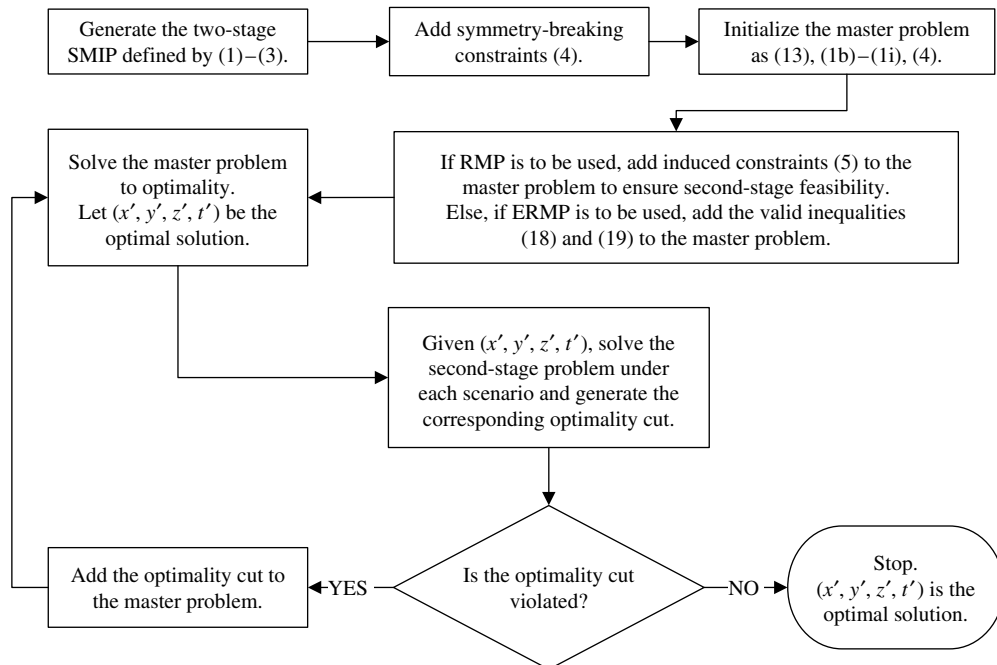 Generate the two-stage
SMIP defined by (1)–(3).
Add symmetry-breaking
constraints (4).
Initialize the master problem
as (13), (1b)–(1i), (4).
If RMP is to be used, add induced constraints (5) to the
master problem to ensure second-stage feasibility.
Else, if ERMP is to be used, add the valid inequalities
(18) and (19) to the master problem.
Solve the master problem
to optimality.
Let (x′, y′, z′, t′) be the
optimal solution.
Given (x′, y′, z′, t′), solve the
second-stage problem under
each scenario and generate the
corresponding optimality cut.
Is the optimality cut
violated?
YES
Add the optimality cut to
the master problem.
NO
Stop.
(x′, y′, z′, t′) is the
optimal solution.